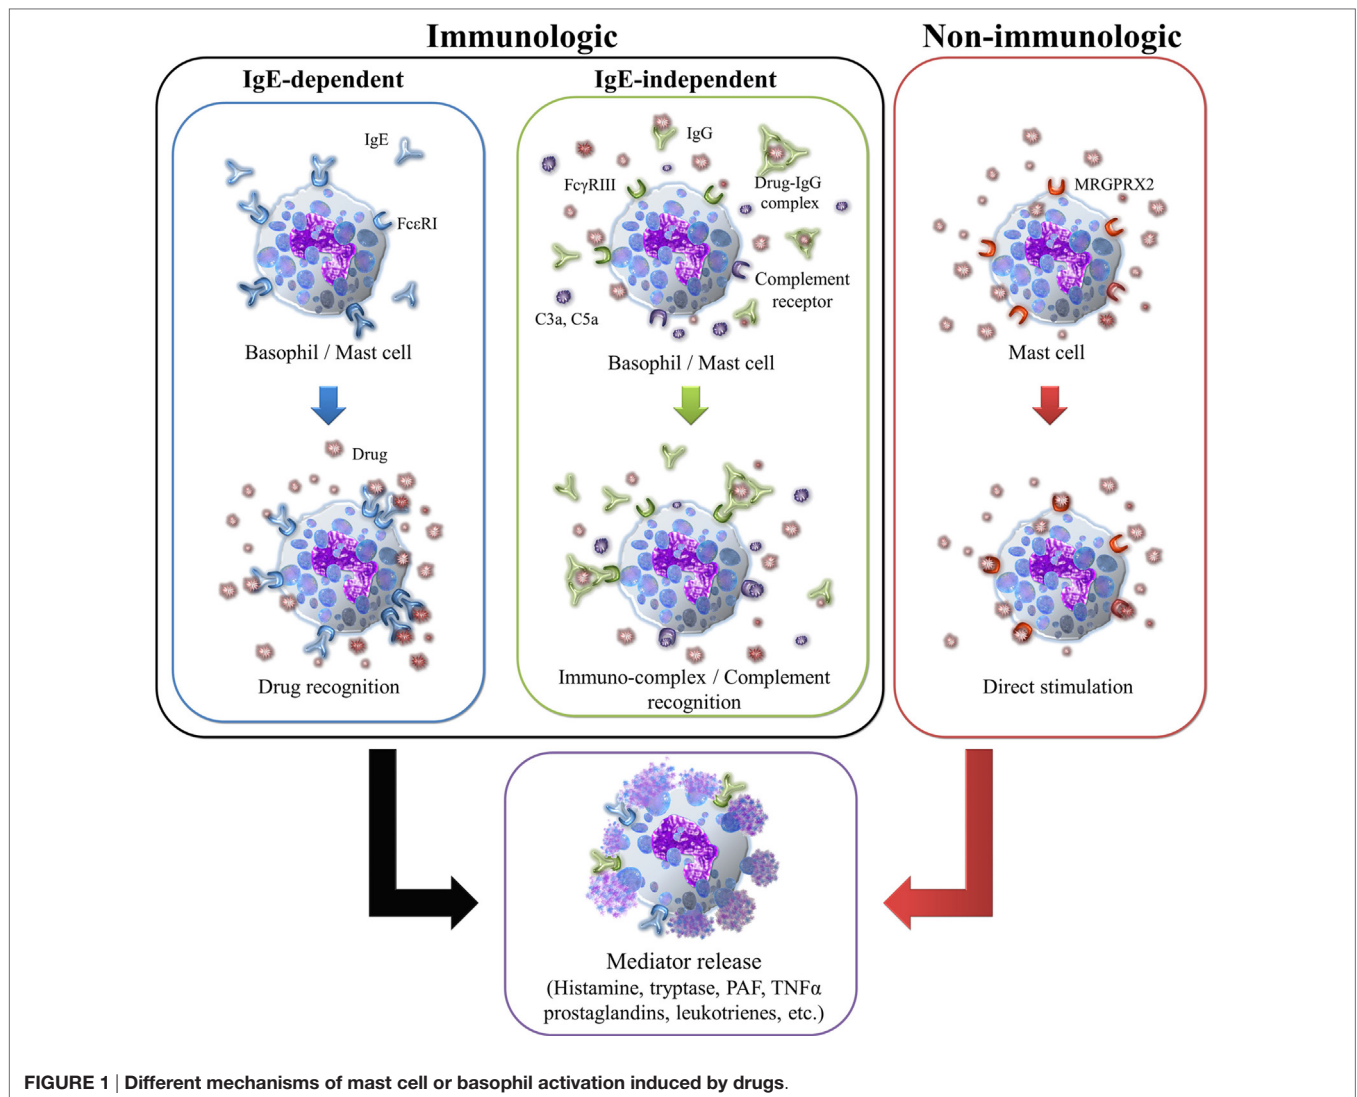 Immunologic
Non-immunologic
IgE-dependent
IgE
FcεRI
Basophil / Mast cell
Drug
Drug recognition
IgE-independent
IgG
FcγRIII
Drug-IgG
complex
Complement
receptor
C3a, C5a
Basophil / Mast cell
Immuno-complex / Complement
recognition
MRGPRX2
Mast cell
Direct stimulation
Mediator release
(Histamine, tryptase, PAF, TNFα
prostaglandins, leukotrienes, etc.)
FIGURE 1 | Different mechanisms of mast cell or basophil activation induced by drugs.